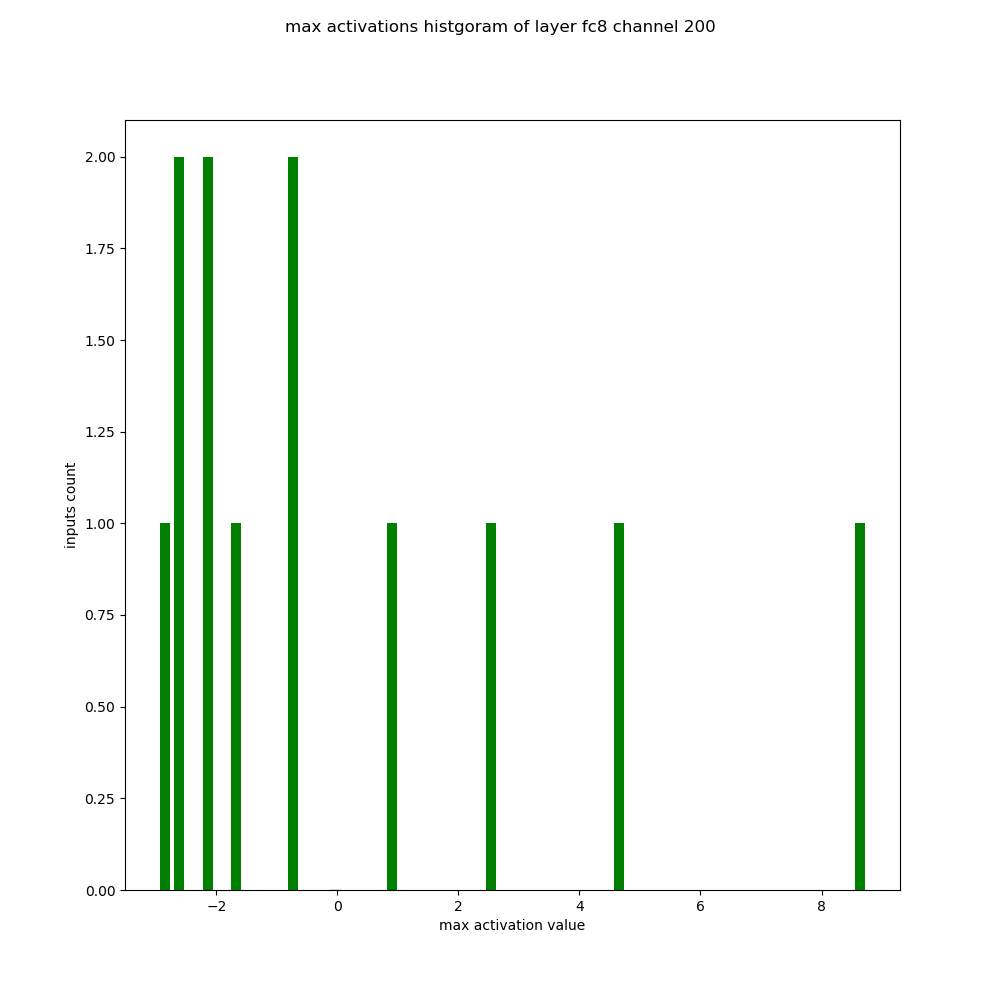 max activations histgoram of layer fc8 channel 200
2.00
1.75
1.50
1.25
1.00
0.75
0.50
0.25
0.00
inputs count
−2 0 2 4 6 8
max activation value